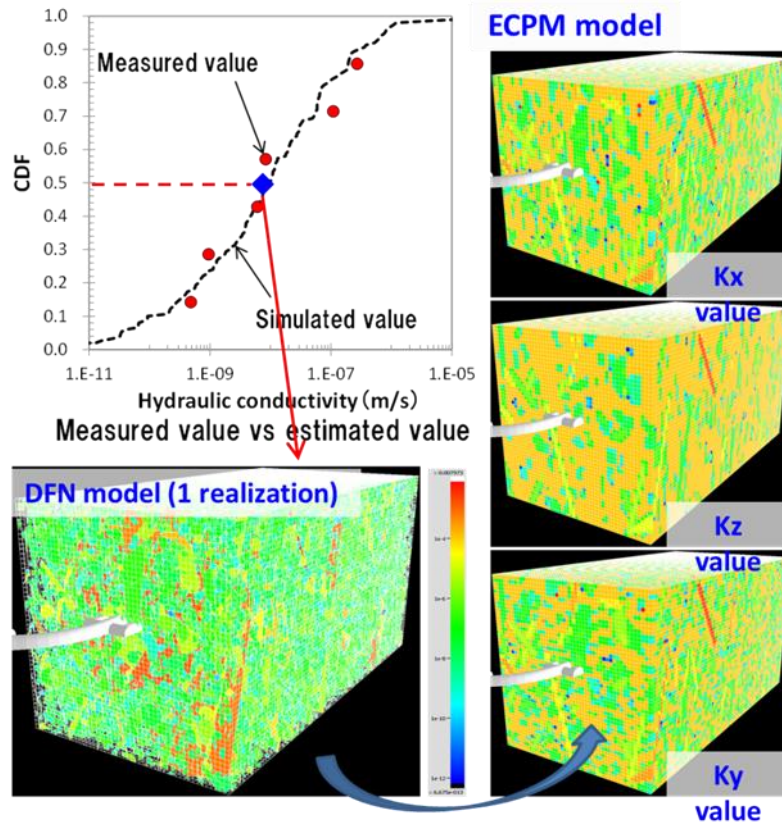 1.0
0.9
0.8
0.7
0.6
0.5
0.4
0.3
0.2
0.1
0.0
CDF
Measured value
Simulated value
1.E-11
1.E-09
1.E-07
1.E-05
Hydraulic conductivity (m/s)
Measured value vs estimated value
DFN model (1 realization)
ECPM model
Kx
value
Kz
value
Ky
value